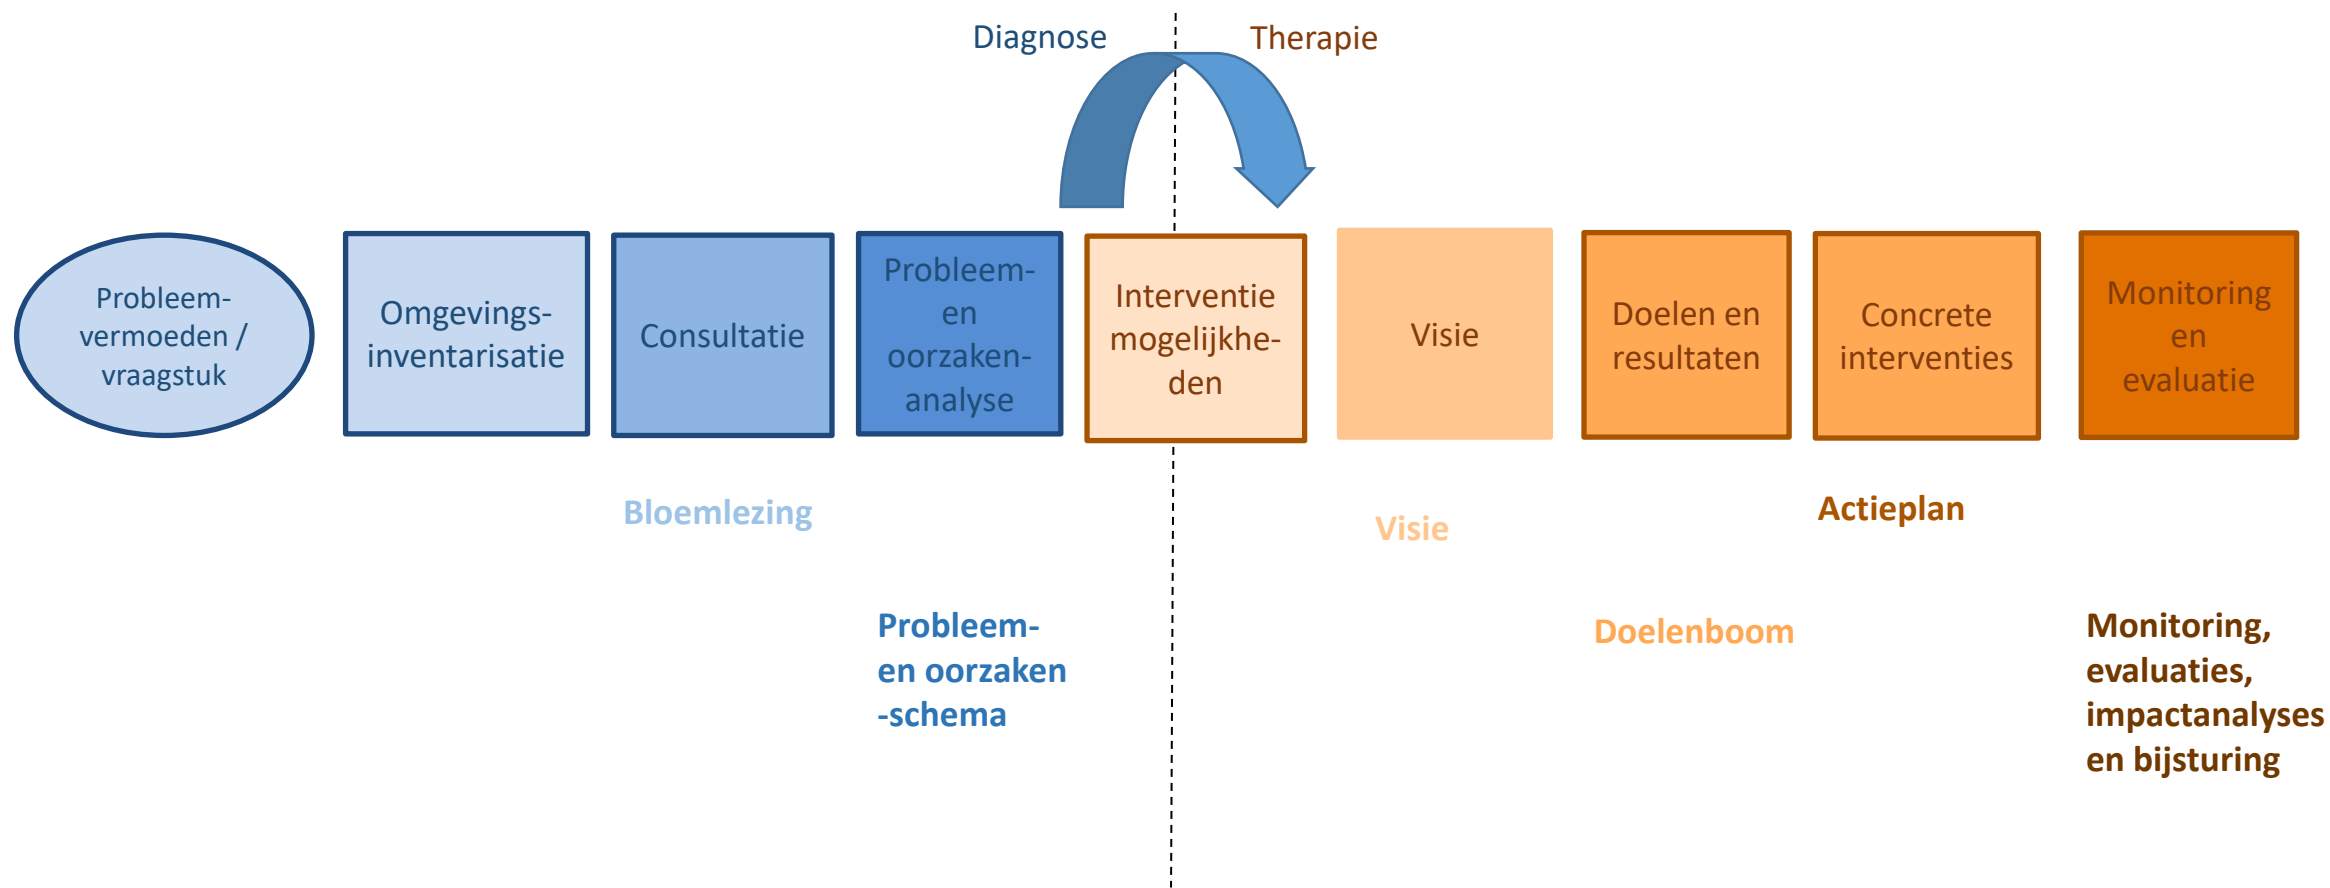 Diagnose
Therapie
Probleem-
vermoeden /
vraagstuk
Omgevings-
inventarisatie
Consultatie
Probleem-
en
oorzaken-
analyse
Interventie
mogelijkhe-
den
Visie
Doelen en
resultaten
Concrete
interventies
Monitoring
en
evaluatie
Bloemlezing
Visie
Actieplan
Probleem-
en oorzaken
-schema
Doelenboom
Monitoring,
evaluaties,
impactanalyses
en bijsturing